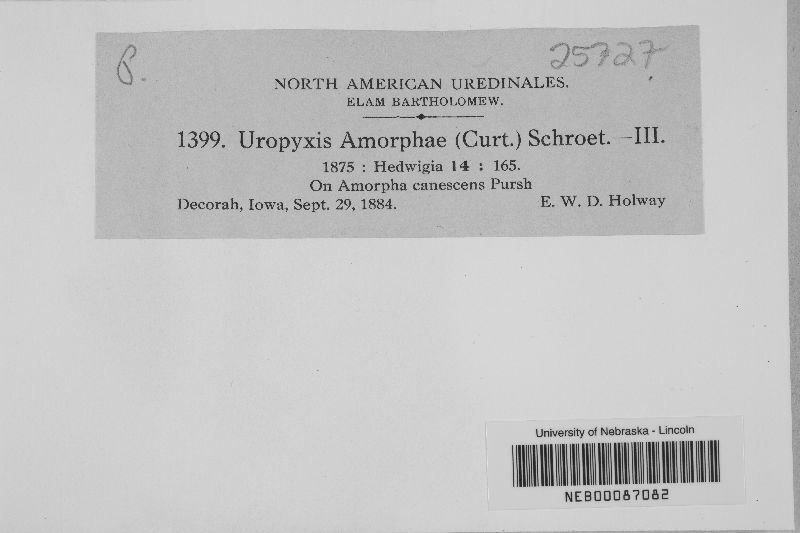 P. 25727
NORTH AMERICAN UREDINALES.
ELAM BARTHOLOMEW.
1399. Uropyxis Amorphae (Curt.) Schroet. —III.
1875 : Hedwigia 14 : 165.
On Amorpha canescens Pursh
Decorah, Iowa, Sept. 29, 1884. E. W. D. Holway
University of Nebraska - Lincoln
NEB00087082